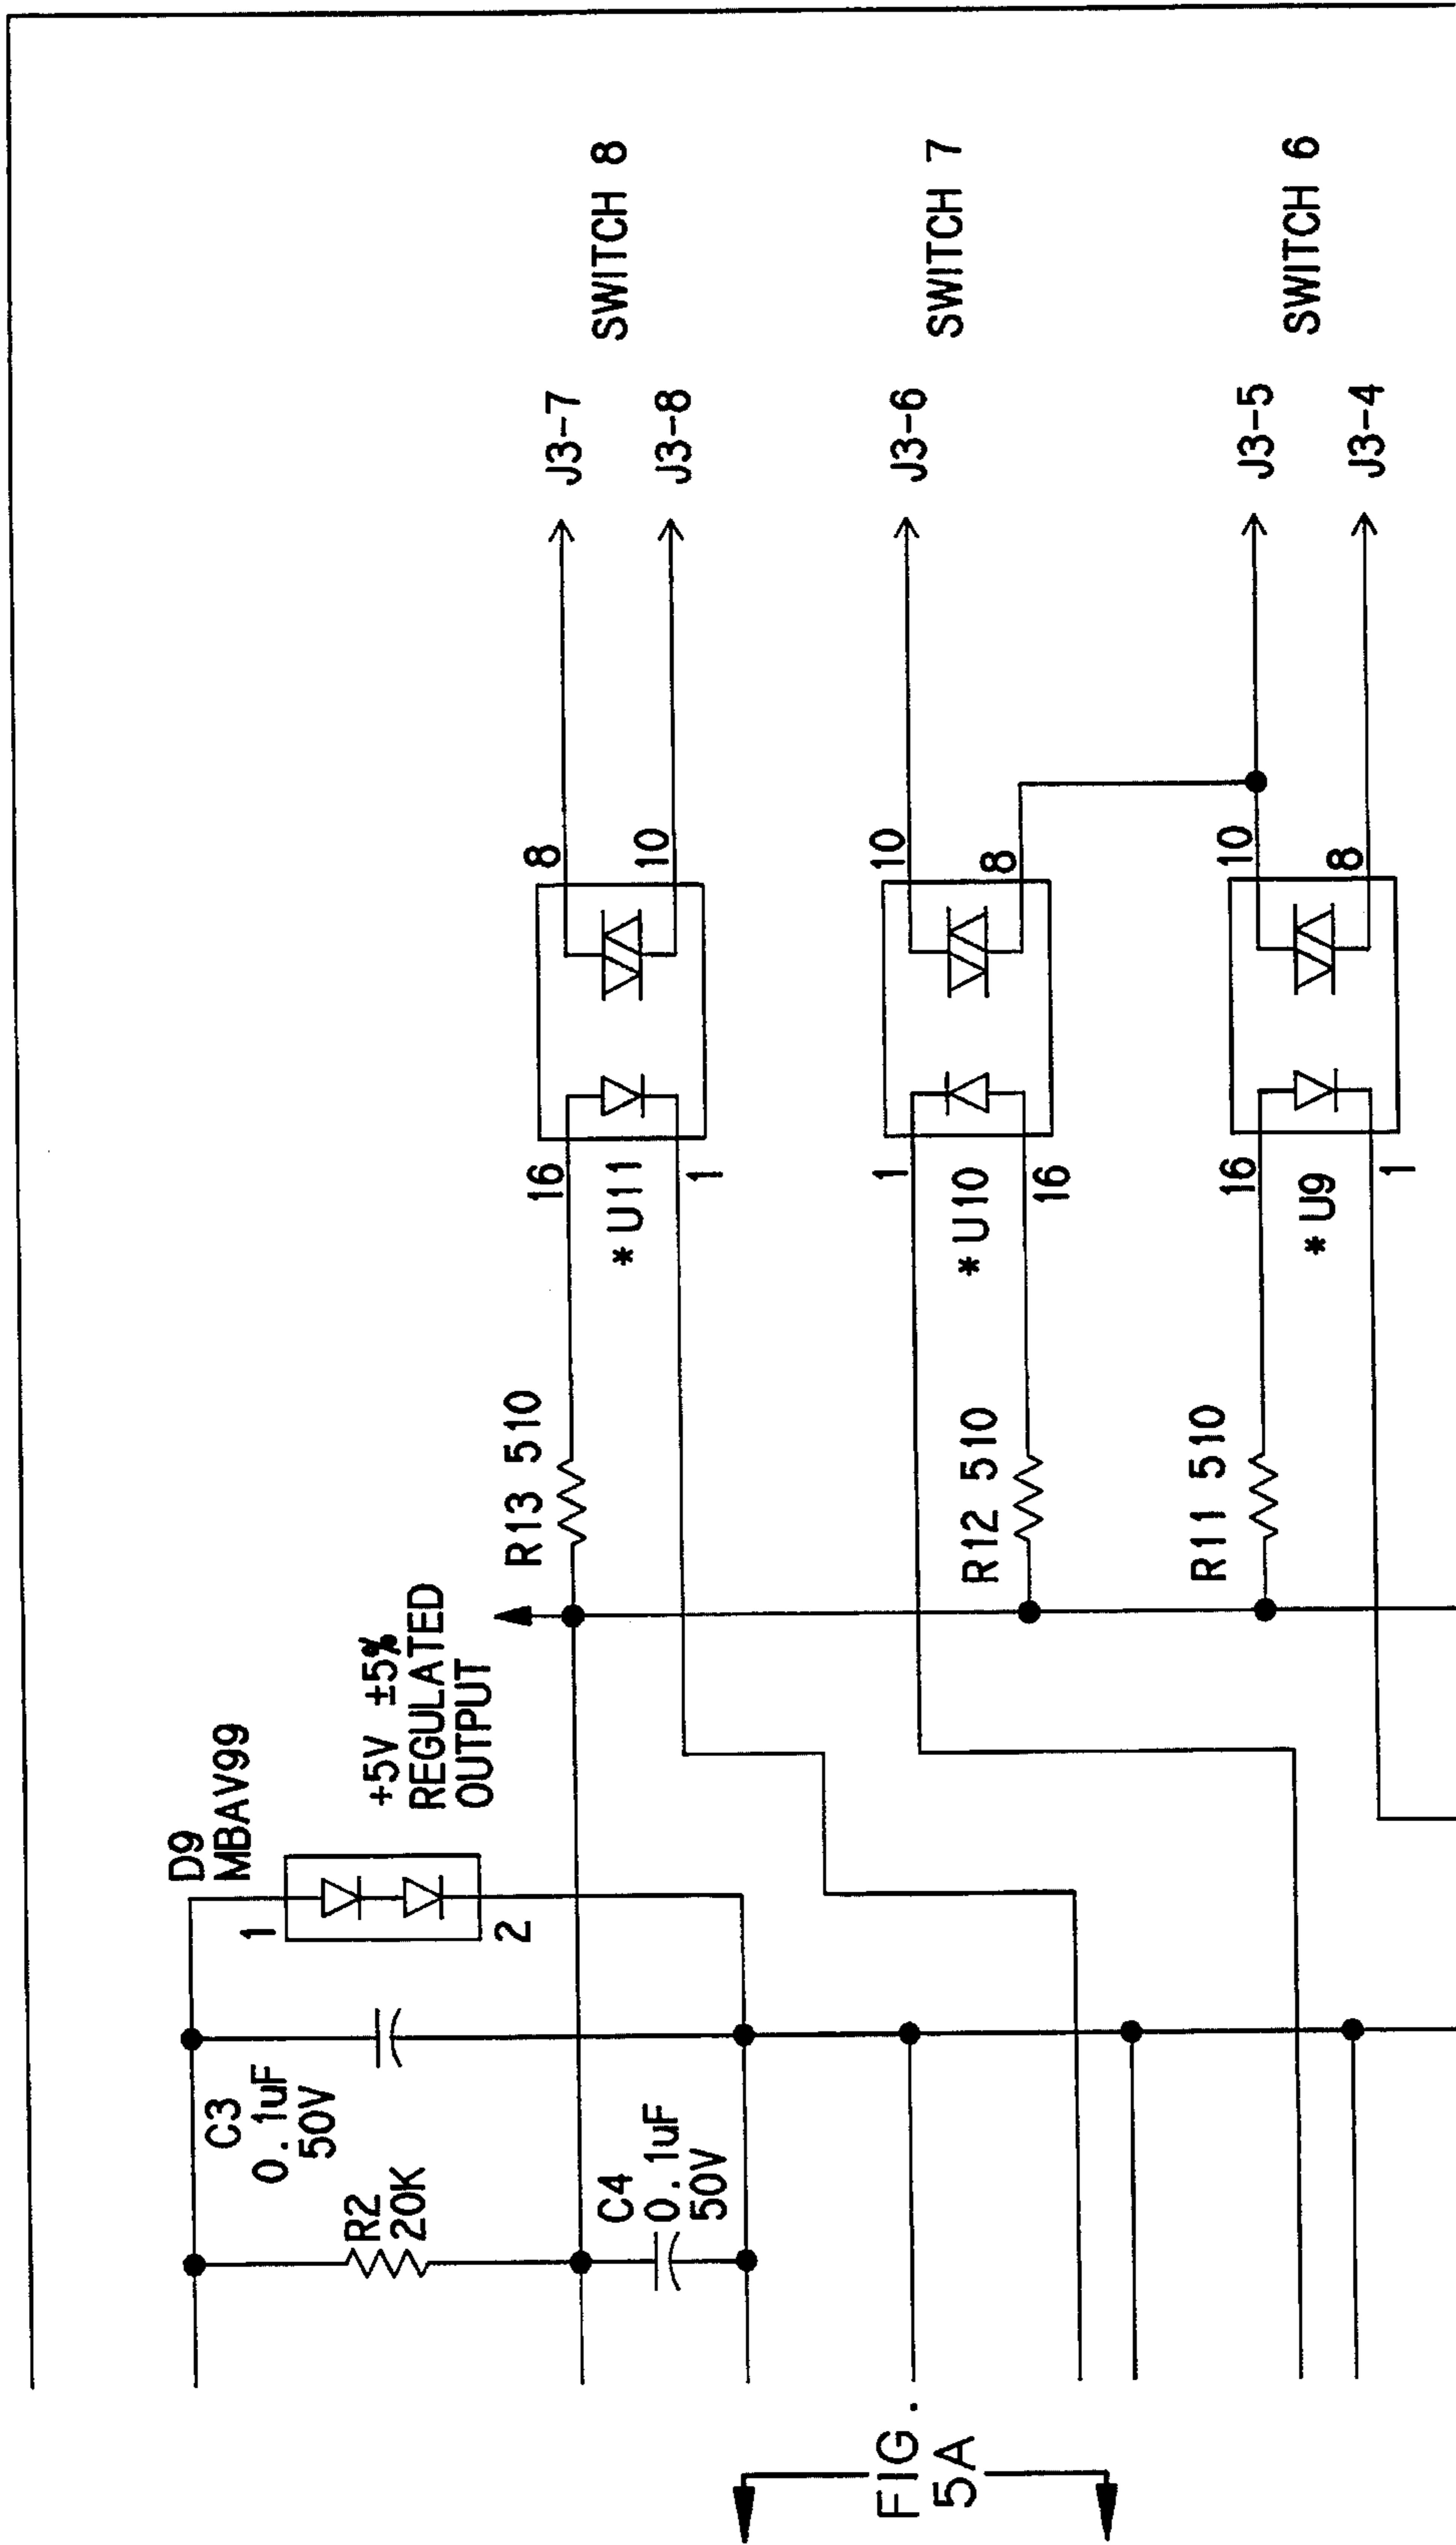 D9
MBAV99
1
2
C3
0.1uF
50V
R2
20K
C4
0.1uF
50V
+5V ±5%
REGULATED
OUTPUT
R13 510
16
*U11
1
8
10
J3-7
J3-8
SWITCH 8
R12 510
1
*U10
16
10
8
J3-6
SWITCH 7
R11 510
16
*U9
1
10
8
J3-5
J3-4
SWITCH 6
FIG.
5A